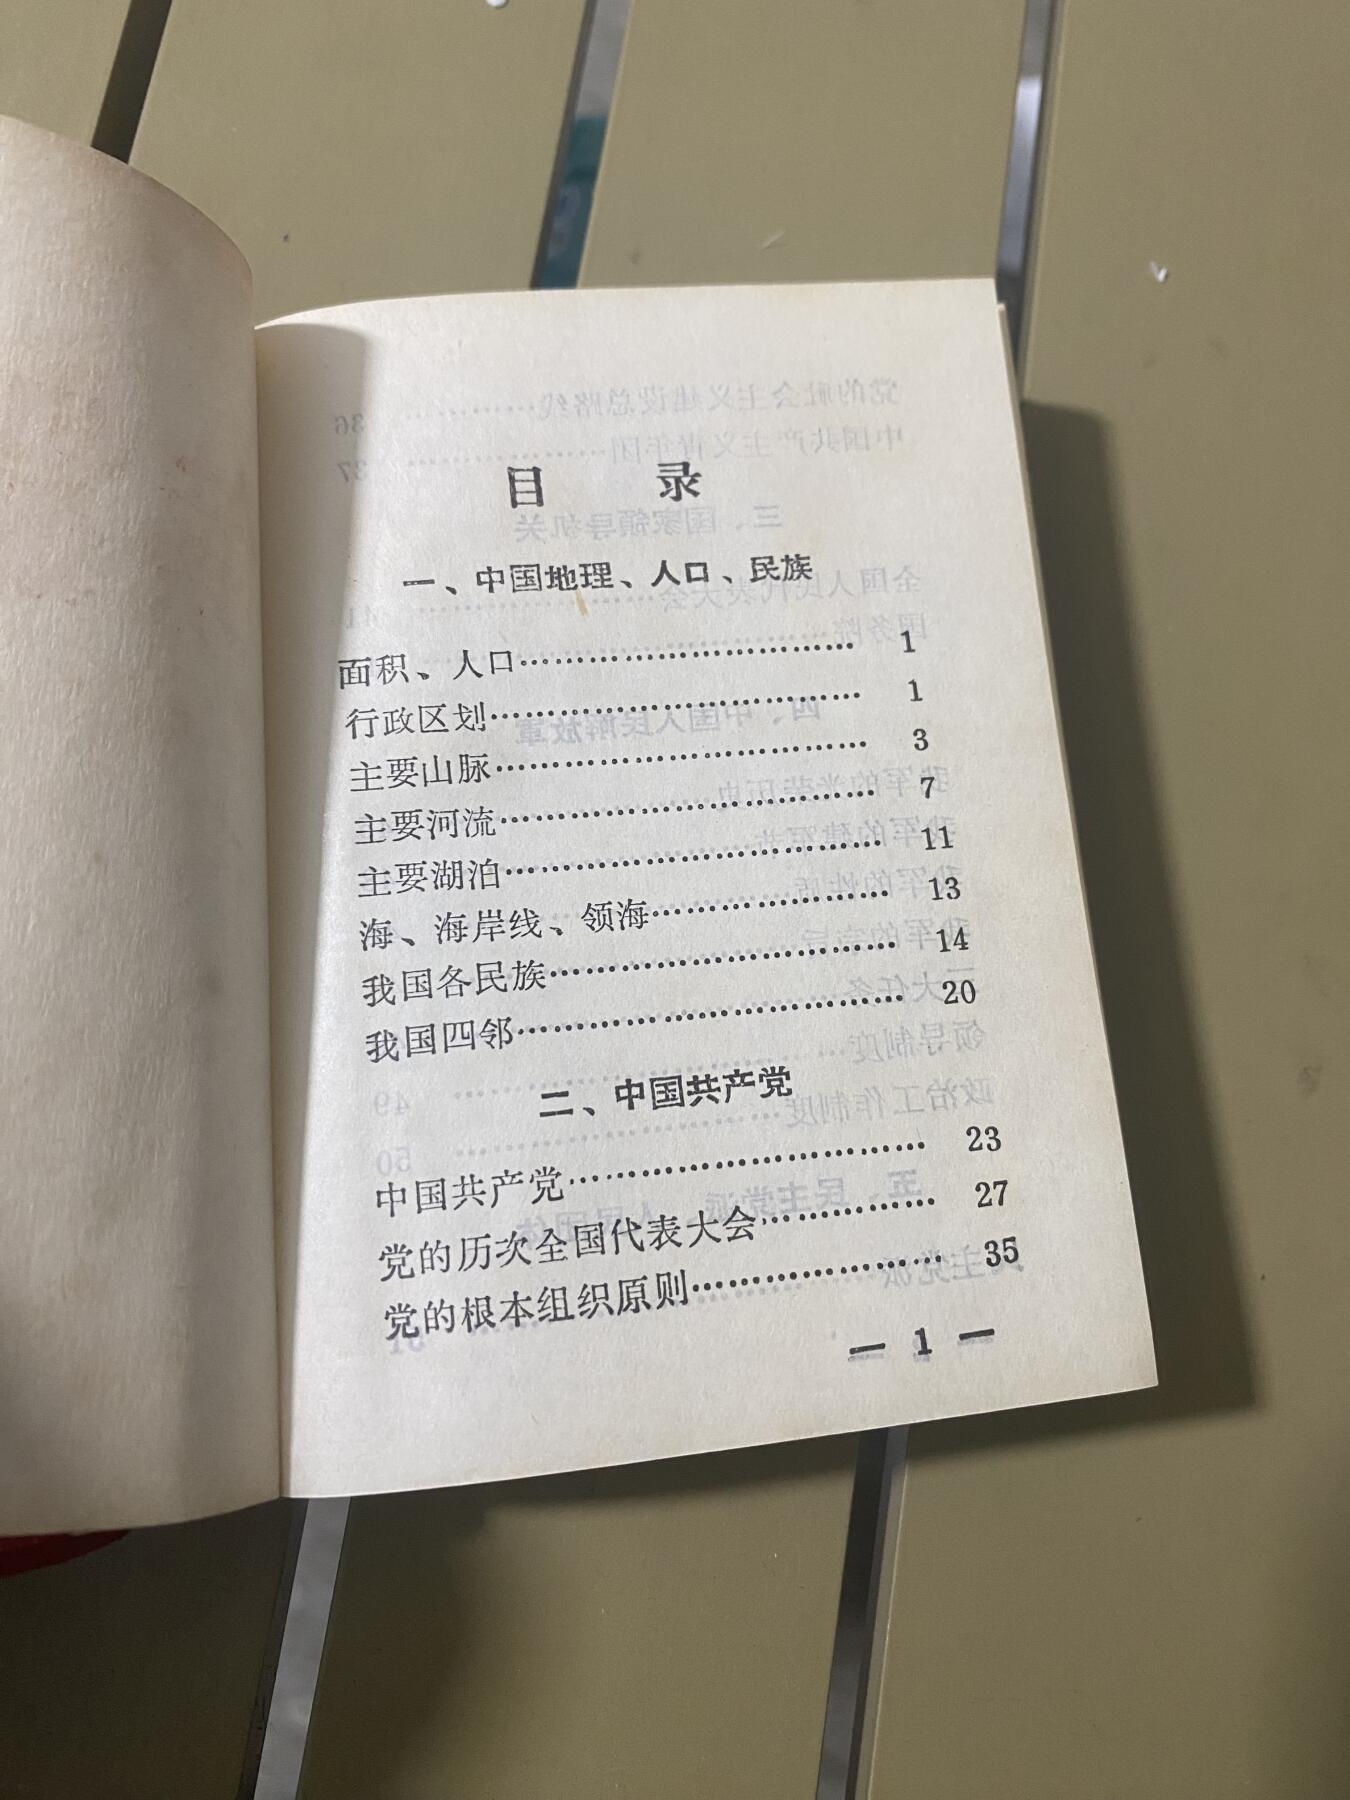 目 录
一、中国地理、人口、民族
面积、人口…………………………… 1
行政区划……………………………… 1
主要山脉……………………………… 3
主要河流……………………………… 7
主要湖泊……………………………… 11
海、海岸线、领海…………………… 13
我国各民族…………………………… 14
我国四邻……………………………… 20
二、中国共产党
中国共产党…………………………… 23
党的历次全国代表大会……………… 27
党的根本组织原则…………………… 35
— 1 —